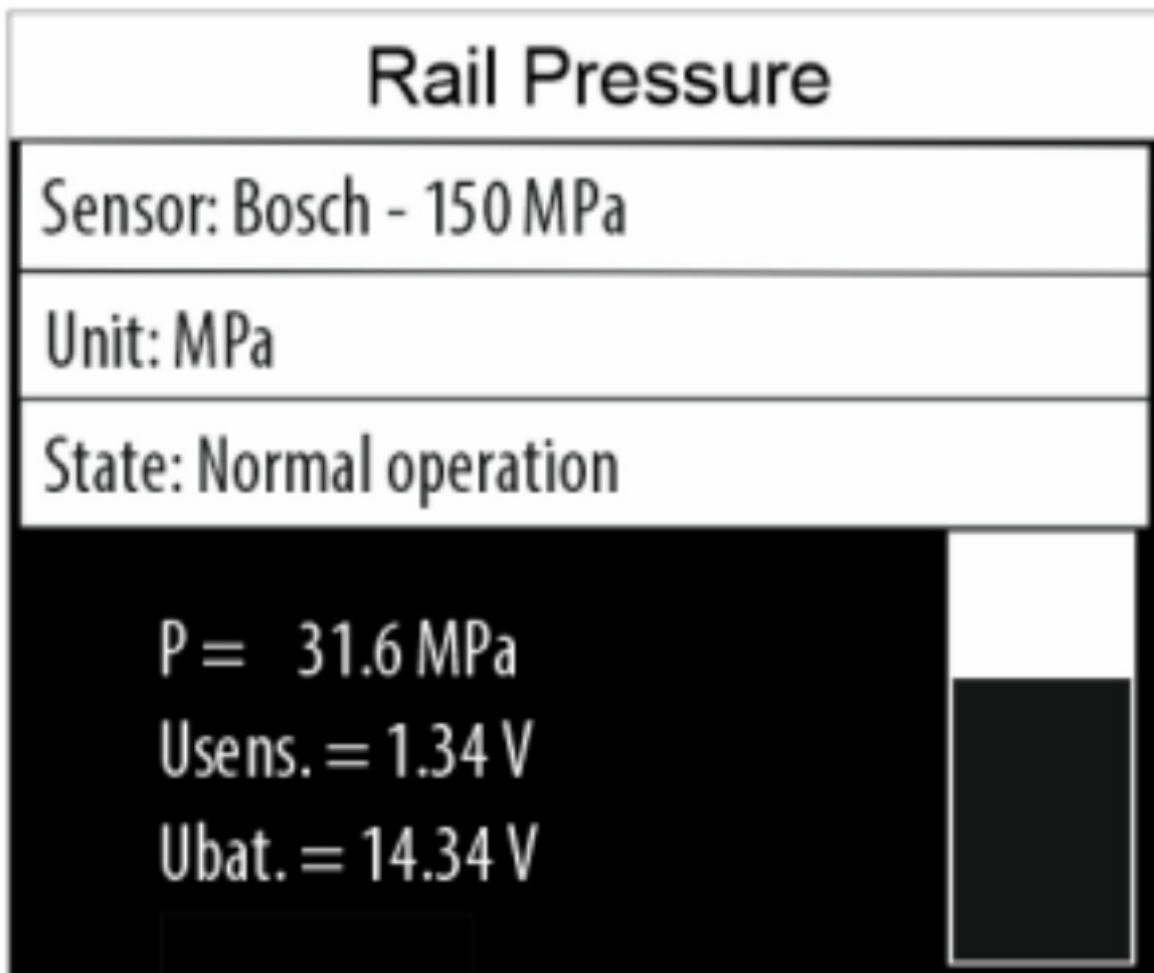 Rail Pressure
Sensor: Bosch - 150 MPa
Unit: MPa
State: Normal operation
P = 31.6 MPa
Usens. = 1.34 V
Ubat. = 14.34 V